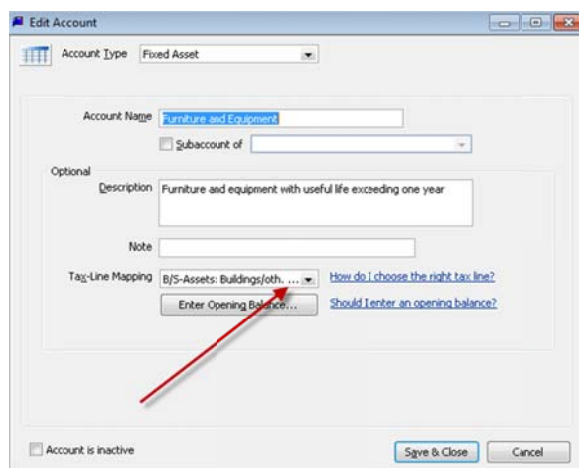 Edit Account
Account Type Fixed Asset
Account Name Furniture and Equipment
Subaccount of
Optional
Description Furniture and equipment with useful life exceeding one year
Note
Tax-Line Mapping B/S-Assets: Buildings/oth. ... How do I choose the right tax line?
Enter Opening Balance... Should I enter an opening balance?
Account is inactive Save & Close Cancel